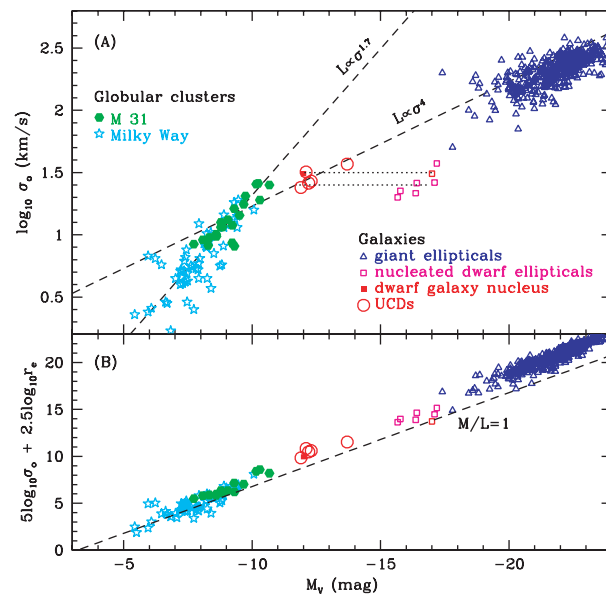 (A)
L∝σ^1.7
L∝σ^4
Globular clusters
M 31
Milky Way
Galaxies
giant ellipticals
nucleated dwarf ellipticals
dwarf galaxy nucleus
UCDs
log₁₀ σₒ (km/s)
2.5
2
1.5
1
0.5
(B)
M/L=1
5log₁₀σₒ + 2.5log₁₀rₑ
20
15
10
5
0
−5
−10
−15
−20
Mᵥ (mag)